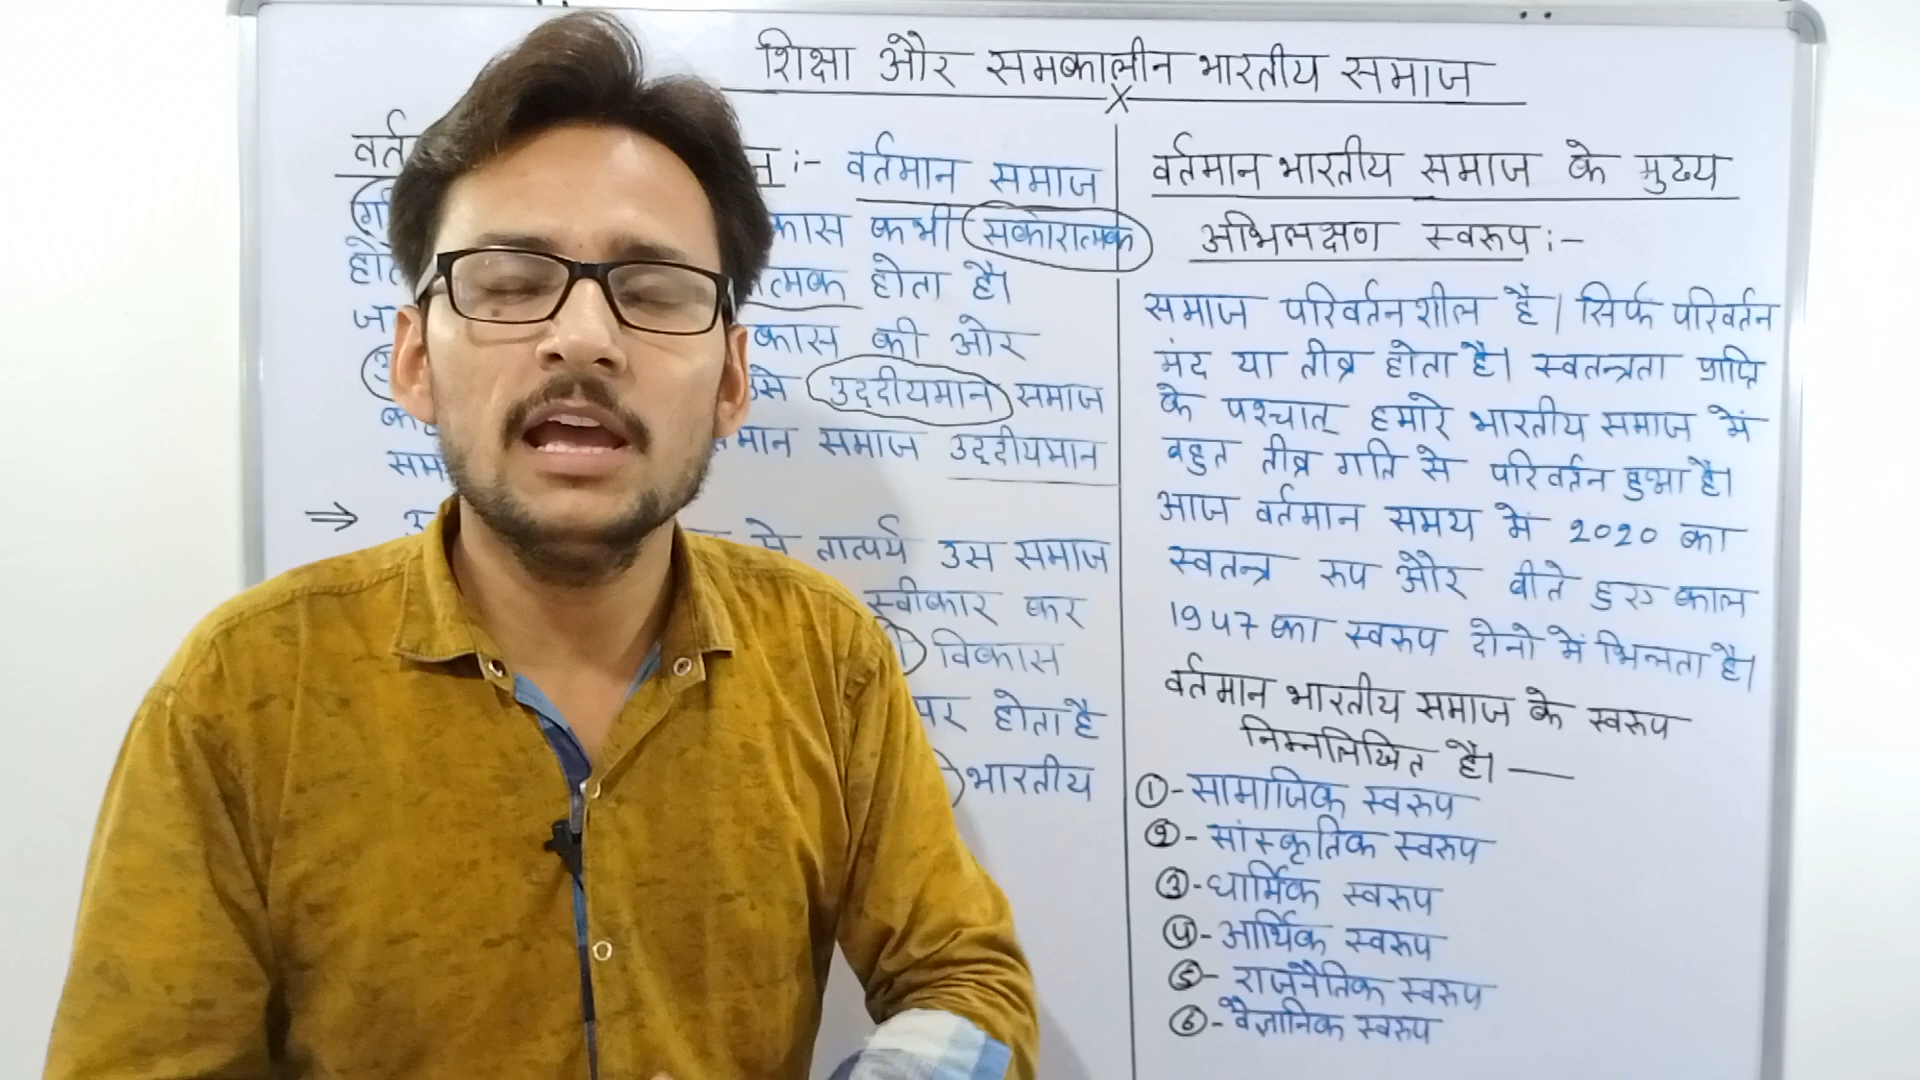 शिक्षा और समकालीन भारतीय समाज
वर्तमान समाज
कभी सकारात्मक
होता है।
की ओर
उद्दीयमान समाज
समाज उद्दीयमान
⇒ से तात्पर्य उस समाज
स्वीकार कर
विकास
पर होता है
भारतीय
वर्तमान भारतीय समाज के मुख्य
अभिलक्षण स्वरूप :-
समाज परिवर्तनशील है। सिर्फ परिवर्तन
मंद या तीव्र होता है। स्वतन्त्रता प्राप्ति
के पश्चात् हमारे भारतीय समाज में
बहुत तीव्र गति से परिवर्तन हुआ है।
आज वर्तमान समय में 2020 का
स्वतन्त्र रूप और बीते हुए काल
1947 का स्वरूप दोनो में भिन्नता है।
वर्तमान भारतीय समाज के स्वरूप
निम्नलिखित है। —
① - सामाजिक स्वरूप
② - सांस्कृतिक स्वरूप
③ - धार्मिक स्वरूप
④ - आर्थिक स्वरूप
⑤ - राजनैतिक स्वरूप
⑥ - वैज्ञानिक स्वरूप